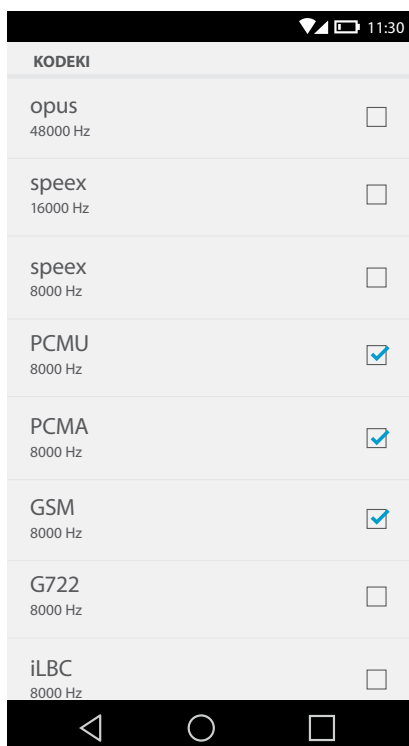 11:30
KODEKI
opus
48000 Hz
speex
16000 Hz
speex
8000 Hz
PCMU
8000 Hz
PCMA
8000 Hz
GSM
8000 Hz
G722
8000 Hz
iLBC
8000 Hz